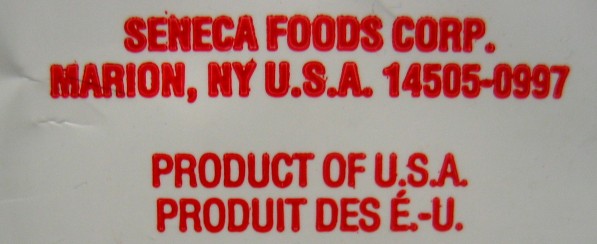 SENECA FOODS CORP.
MARION, NY U.S.A. 14505-0997
PRODUCT OF U.S.A.
PRODUIT DES É.-U.